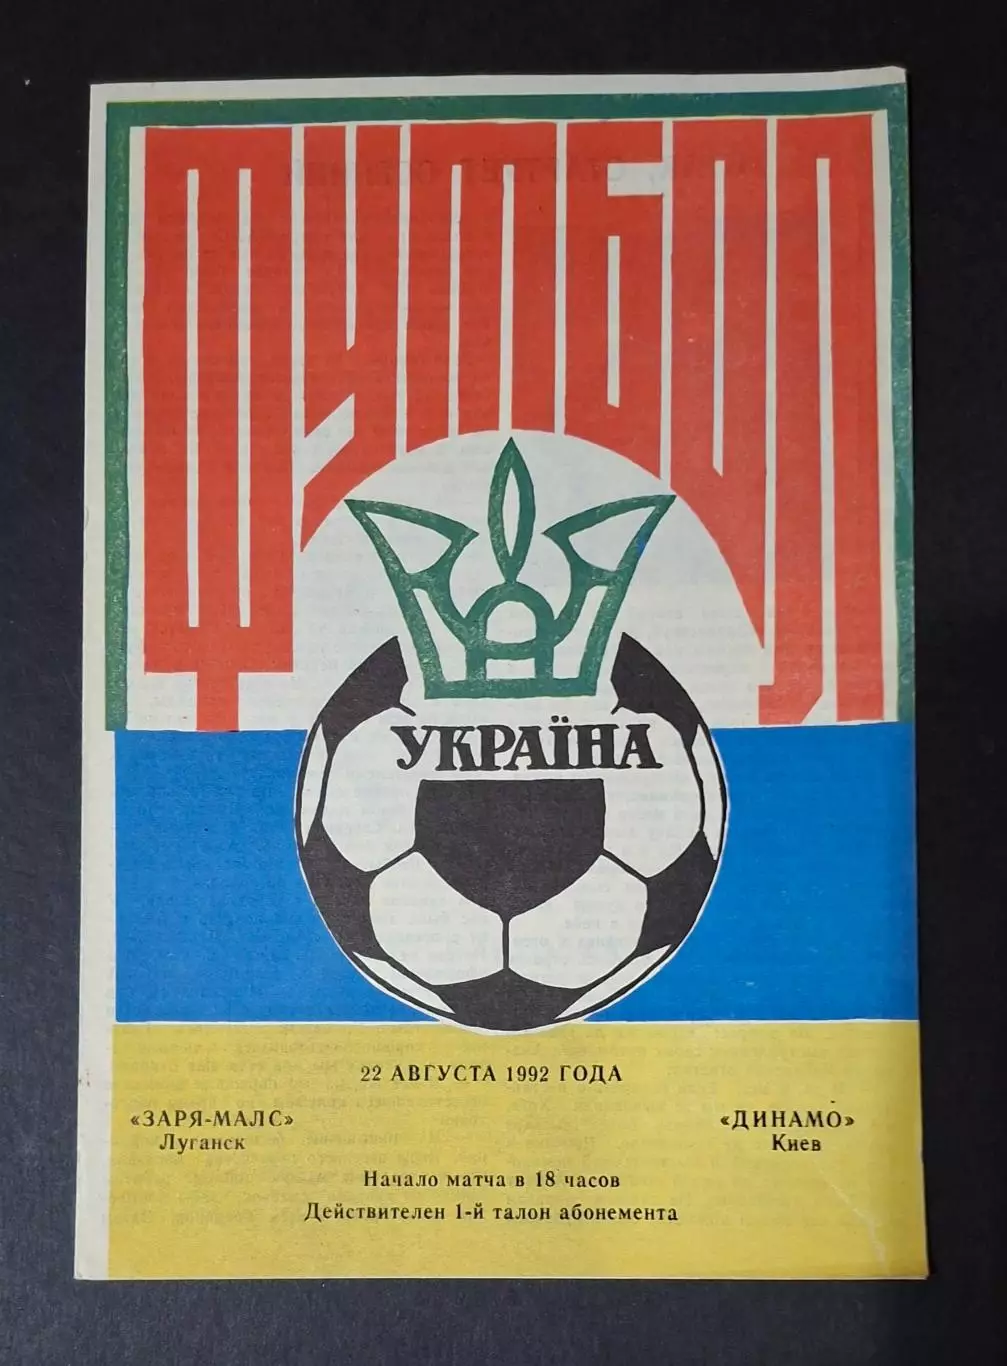 ФУТБОЛ
УКРАЇНА
22 АВГУСТА 1992 ГОДА
«ЗАРЯ-МАЛС» «ДИНАМО»
Луганск Киев
Начало матча в 18 часов
Действителен 1-й талон абонемента